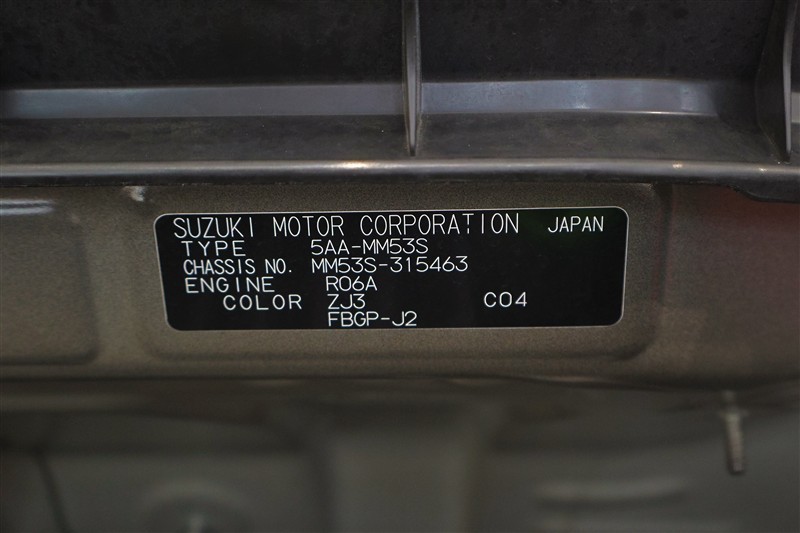 SUZUKI MOTOR CORPORATION JAPAN
TYPE 5AA-MM53S
CHASSIS NO. MM53S-315463
ENGINE R06A
COLOR ZJ3 C04
FBGP-J2